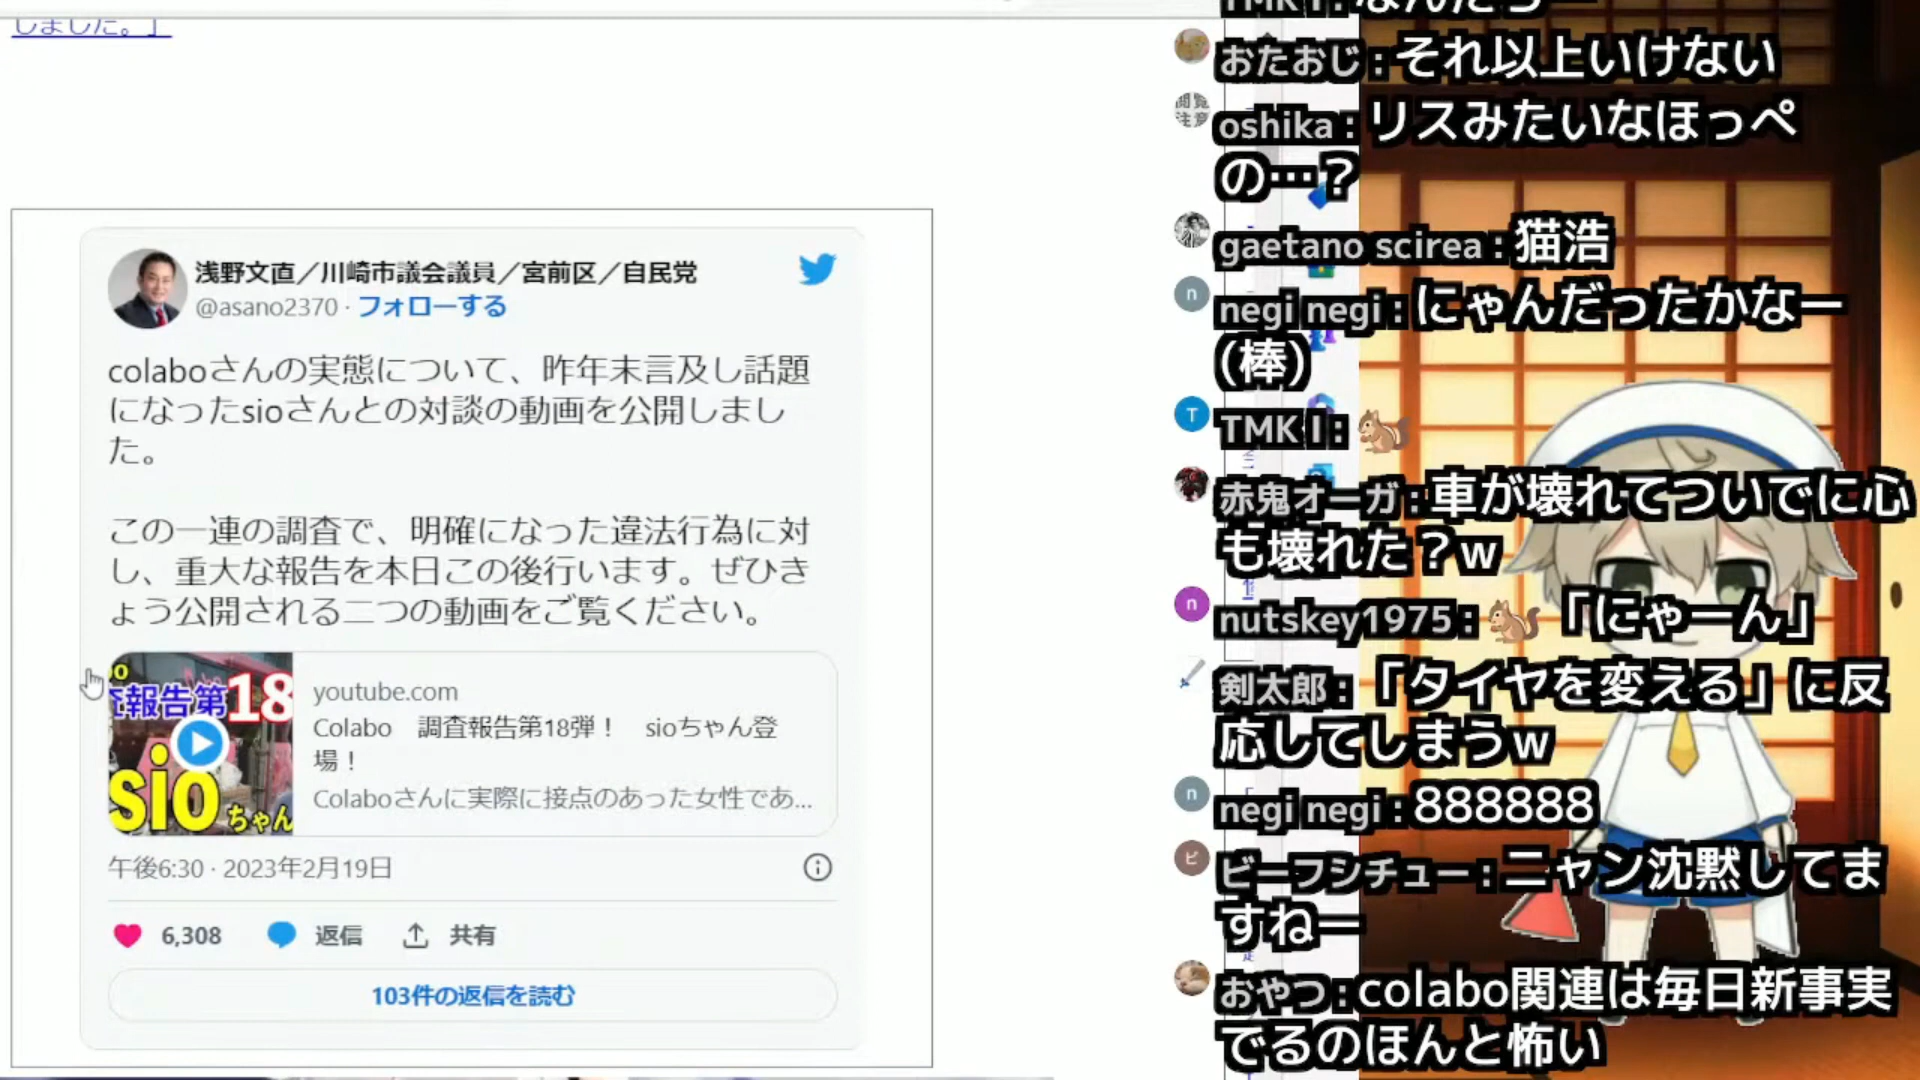 しました。」
浅野文直／川崎市議会議員／宮前区／自民党
@asano2370 · フォローする
colaboさんの実態について、昨年末言及し話題
になったsioさんとの対談の動画を公開しまし
た。
この一連の調査で、明確になった違法行為に対
し、重大な報告を本日この後行います。ぜひき
ょう公開される二つの動画をご覧ください。
報告第18
sio
ちゃん
youtube.com
Colabo　調査報告第18弾！　sioちゃん登
場！
Colaboさんに実際に接点のあった女性であ...
午後6:30 · 2023年2月19日
6,308
返信
共有
103件の返信を読む
TMK I : なんだっー
おたおじ : それ以上いけない
閲覧
注意
oshika : リスみたいなほっぺ
の…？
gaetano scirea : 猫浩
n
negi negi : にゃんだったかなー
(棒)
T
TMK I : 🐿
赤鬼オーガ : 車が壊れてついでに心
も壊れた？w
n
nutskey1975 : 🐿「にゃーん」
剣太郎 : 「タイヤを変える」に反
応してしまうw
n
negi negi : 888888
ビ
ビーフシチュー : ニャン沈黙してま
すねー
おやつ : colabo関連は毎日新事実
でるのほんと怖い